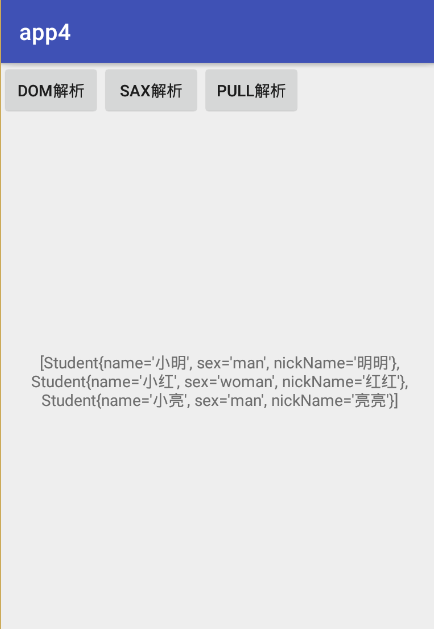 app4
DOM解析 SAX解析 PULL解析
[Student{name='小明', sex='man', nickName='明明'},
Student{name='小红', sex='woman', nickName='红红'},
Student{name='小亮', sex='man', nickName='亮亮'}]